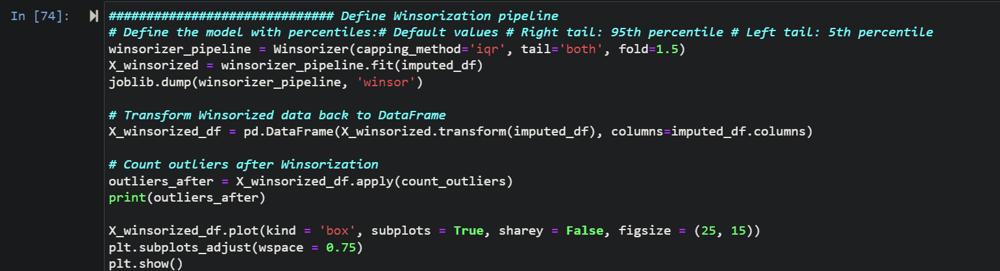 In [74]:
############################## Define Winsorization pipeline
# Define the model with percentiles:# Default values # Right tail: 95th percentile # Left tail: 5th percentile
winsorizer_pipeline = Winsorizer(capping_method='iqr', tail='both', fold=1.5)
X_winsorized = winsorizer_pipeline.fit(imputed_df)
joblib.dump(winsorizer_pipeline, 'winsor')
# Transform Winsorized data back to DataFrame
X_winsorized_df = pd.DataFrame(X_winsorized.transform(imputed_df), columns=imputed_df.columns)
# Count outliers after Winsorization
outliers_after = X_winsorized_df.apply(count_outliers)
print(outliers_after)
X_winsorized_df.plot(kind = 'box', subplots = True, sharey = False, figsize = (25, 15))
plt.subplots_adjust(wspace = 0.75)
plt.show()